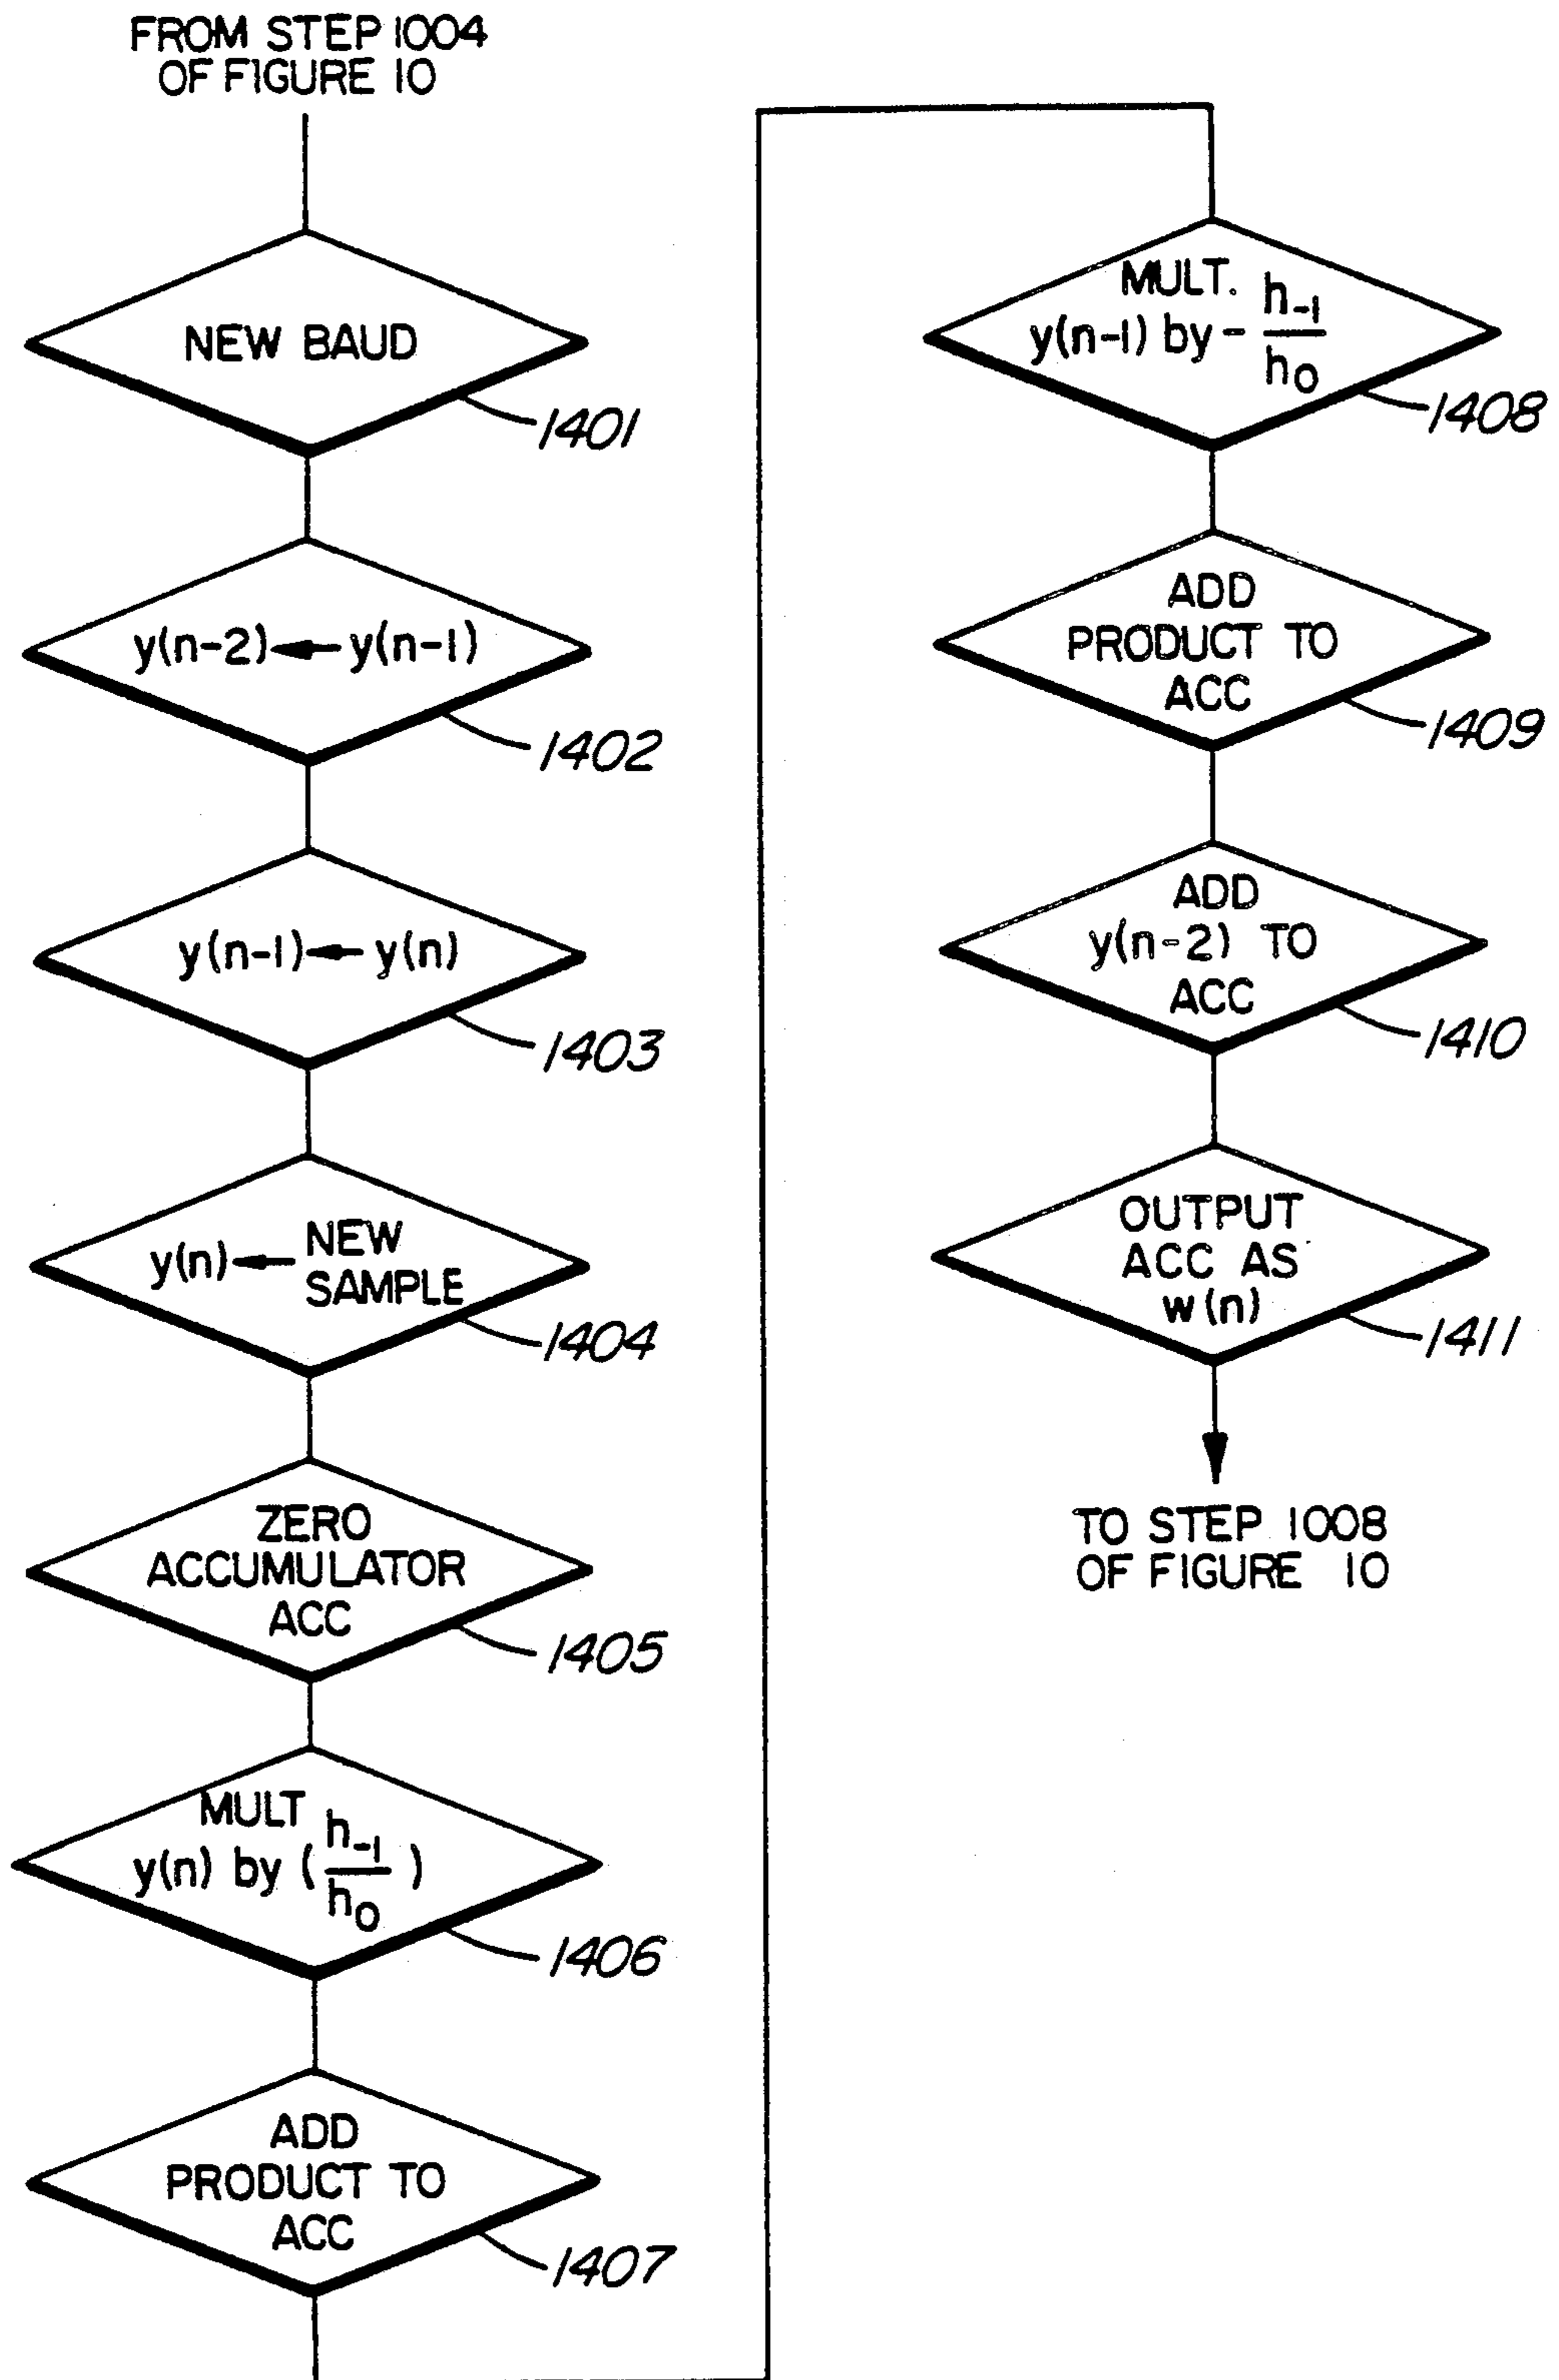 FROM STEP 1004
OF FIGURE 10
NEW BAUD
1401
y(n-2)←y(n-1)
1402
y(n-1)←y(n)
1403
y(n)← NEW
SAMPLE
1404
ZERO
ACCUMULATOR
ACC
1405
MULT
y(n) by (h-1/h0)
1406
ADD
PRODUCT TO
ACC
1407
MULT.
y(n-1) by - h-1/h0
1408
ADD
PRODUCT TO
ACC
1409
ADD
y(n-2) TO
ACC
1410
OUTPUT
ACC AS
w(n)
1411
TO STEP 1008
OF FIGURE 10